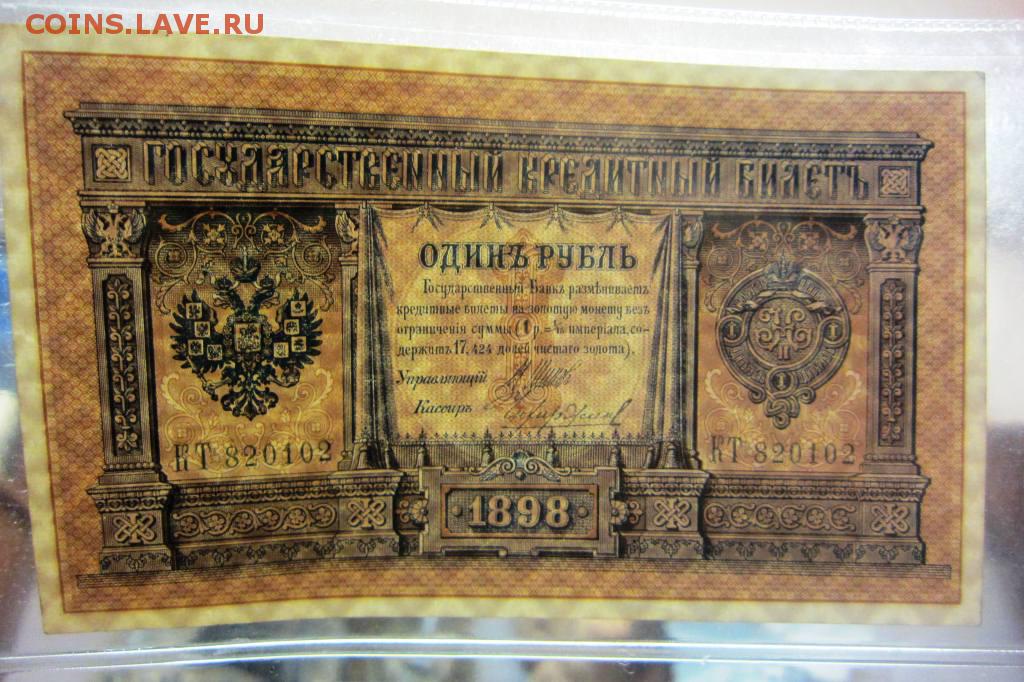 COINS.LAVE.RU
ГОСУДАРСТВЕННЫЙ КРЕДИТНЫЙ БИЛЕТЪ
ОДИНЪ РУБЛЬ
Государственный Банкъ размѣниваетъ
кредитные билеты на золотую монету безъ
ограниченія суммы (1 р. = 1/15 имперіала, со-
держитъ 17,424 долей чистаго золота).
Управляющій
Кассиръ
КТ 820102
КТ 820102
1898